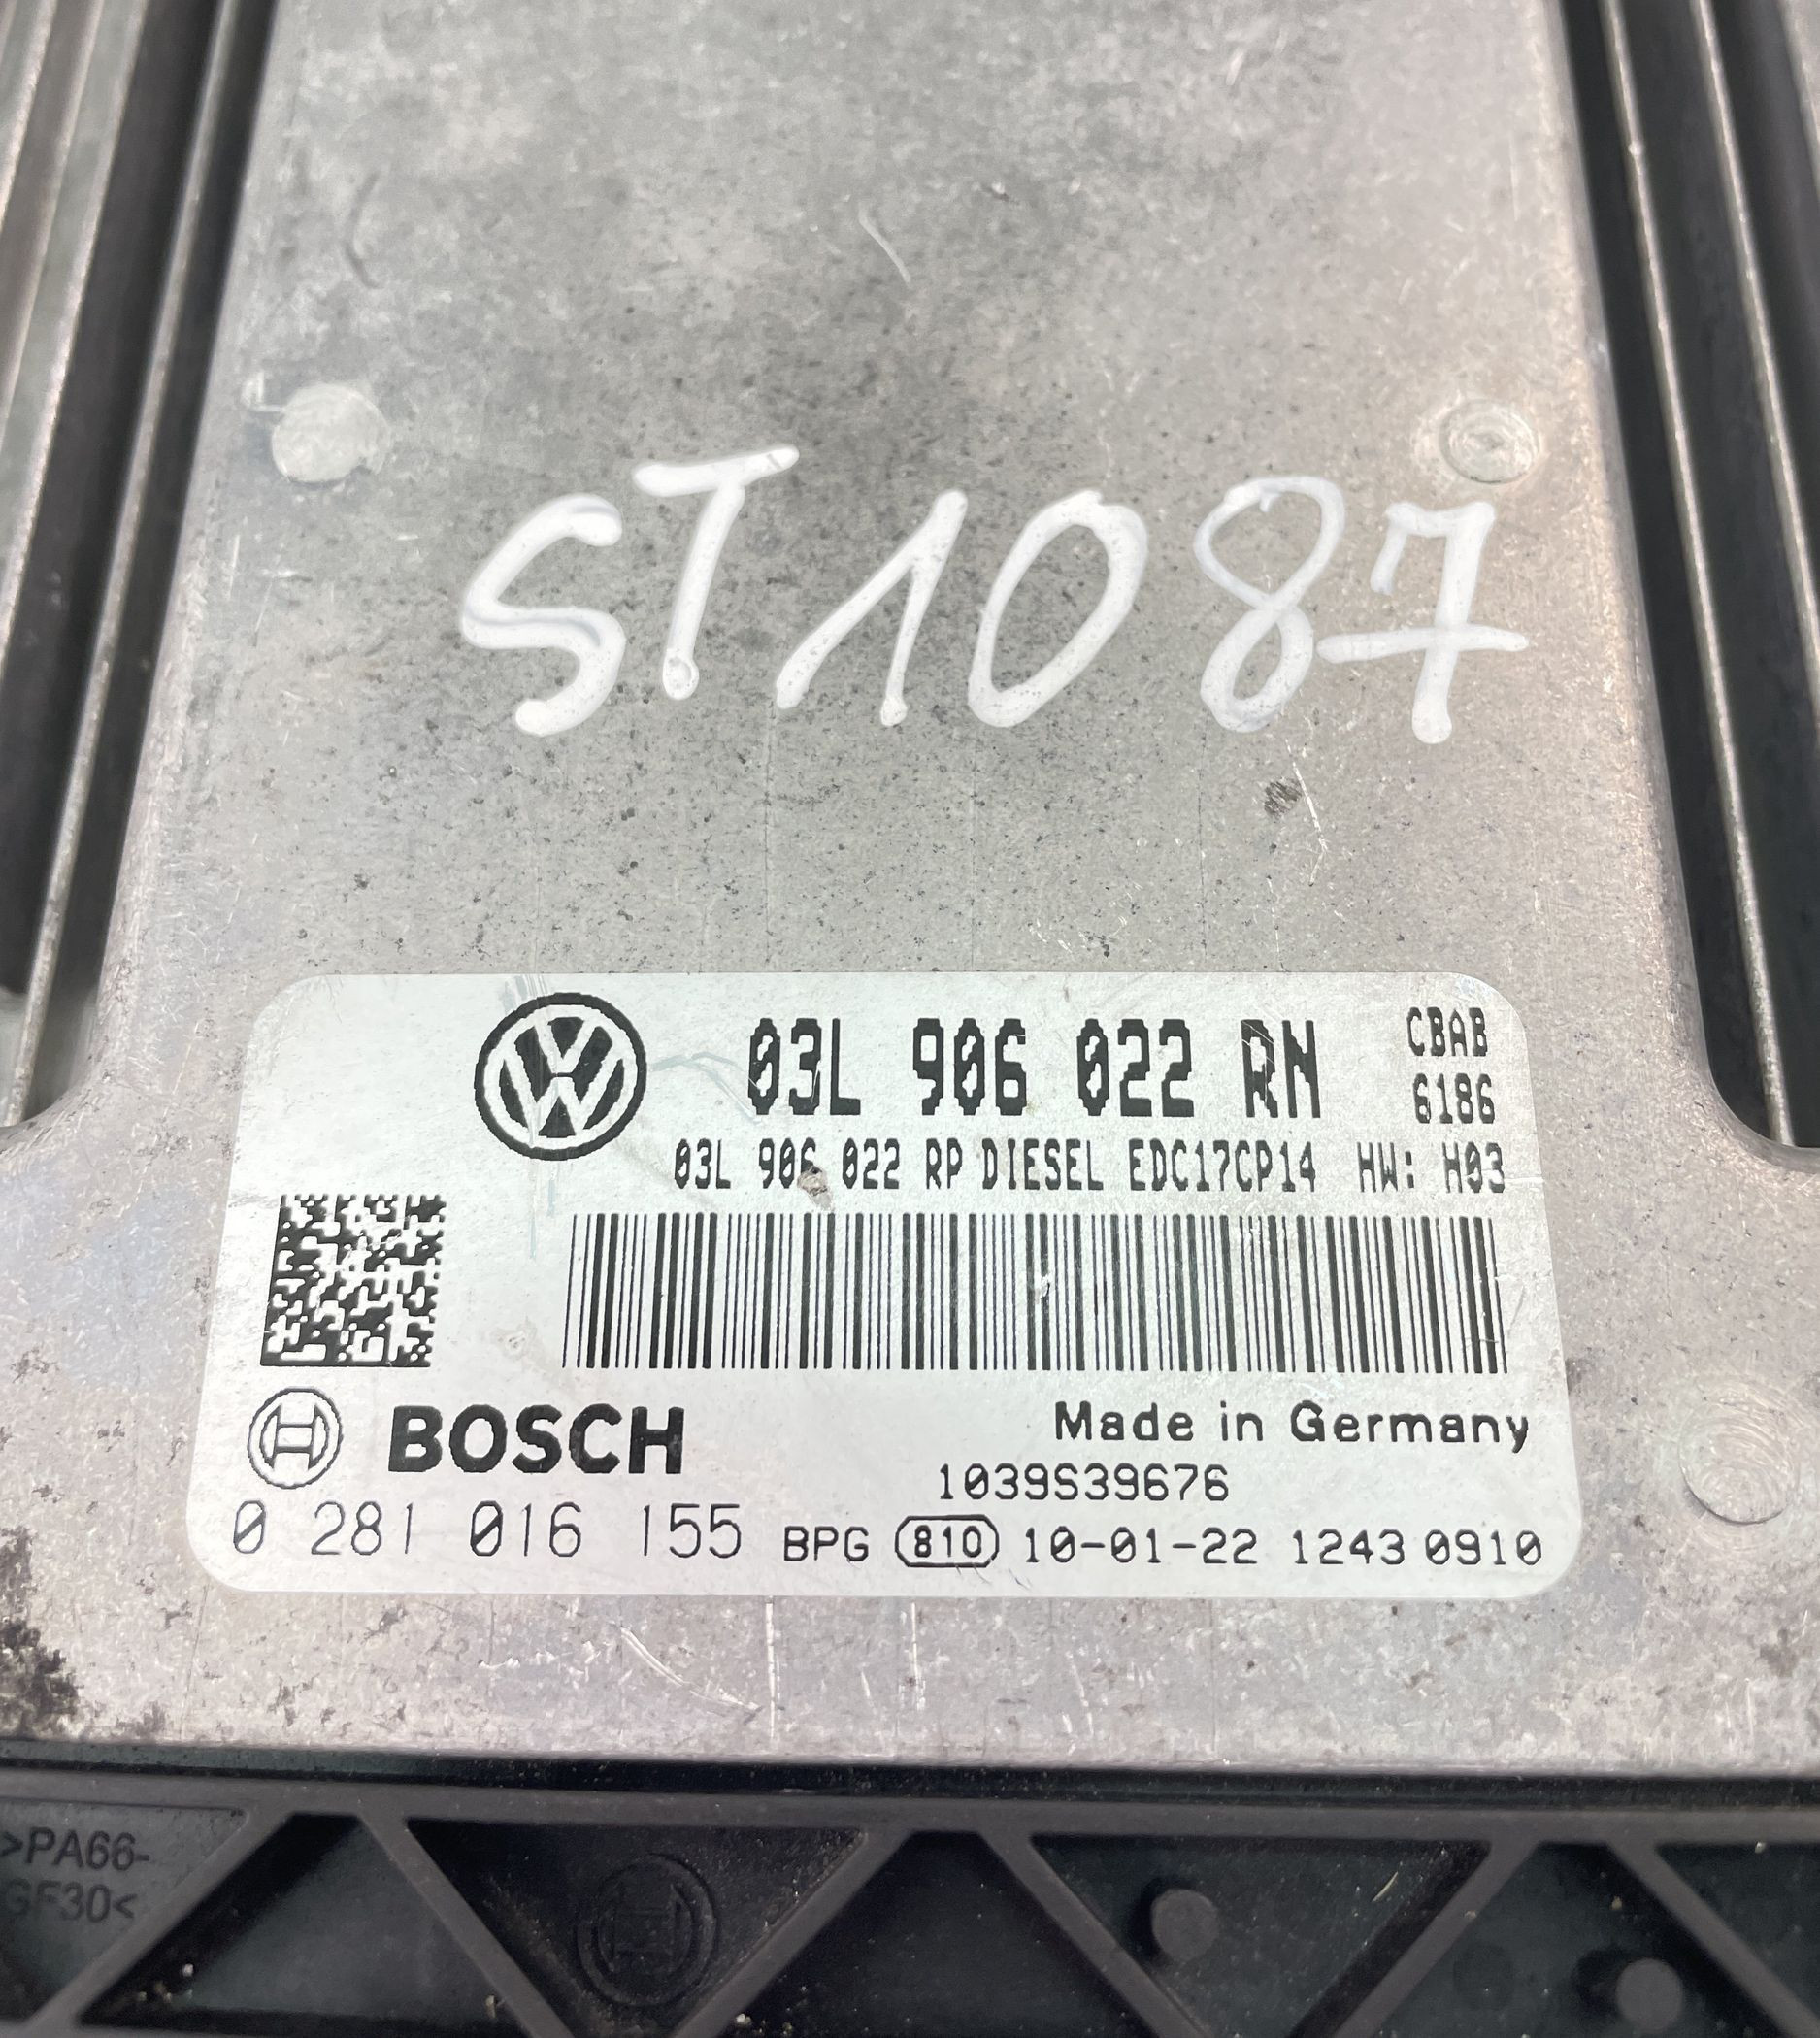 ST1087
03L 906 022 RN
CBAB
6186
03L 906 022 RP DIESEL EDC17CP14 HW: H03
BOSCH
Made in Germany
1039S39676
0 281 016 155 BPG 810 10-01-22 1243 0910
>PA66-
GF30<